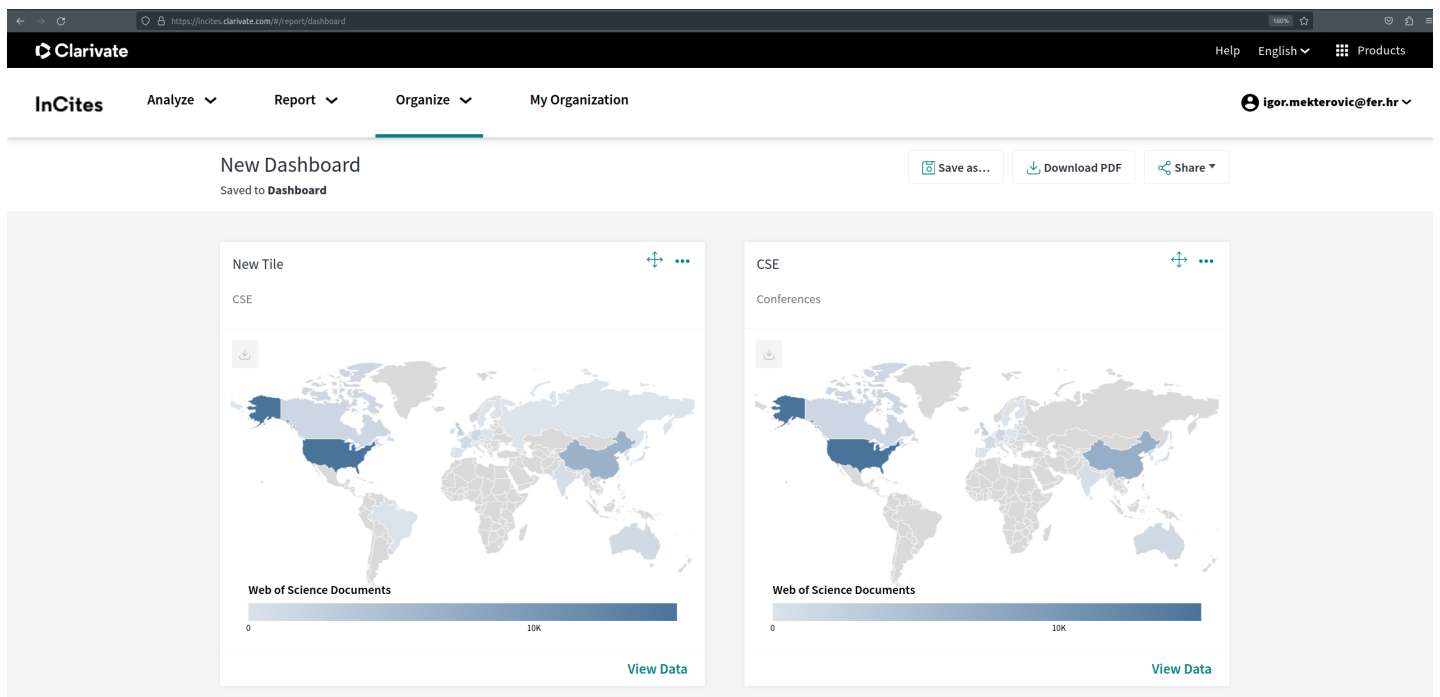 https://incites.clarivate.com/#/report/dashboard
160%
Clarivate
Help English Products
InCites Analyze Report Organize My Organization igor.mekterovic@fer.hr
New Dashboard
Saved to Dashboard
Save as... Download PDF Share
New Tile
CSE
Web of Science Documents
0 10K
View Data
CSE
Conferences
Web of Science Documents
0 10K
View Data